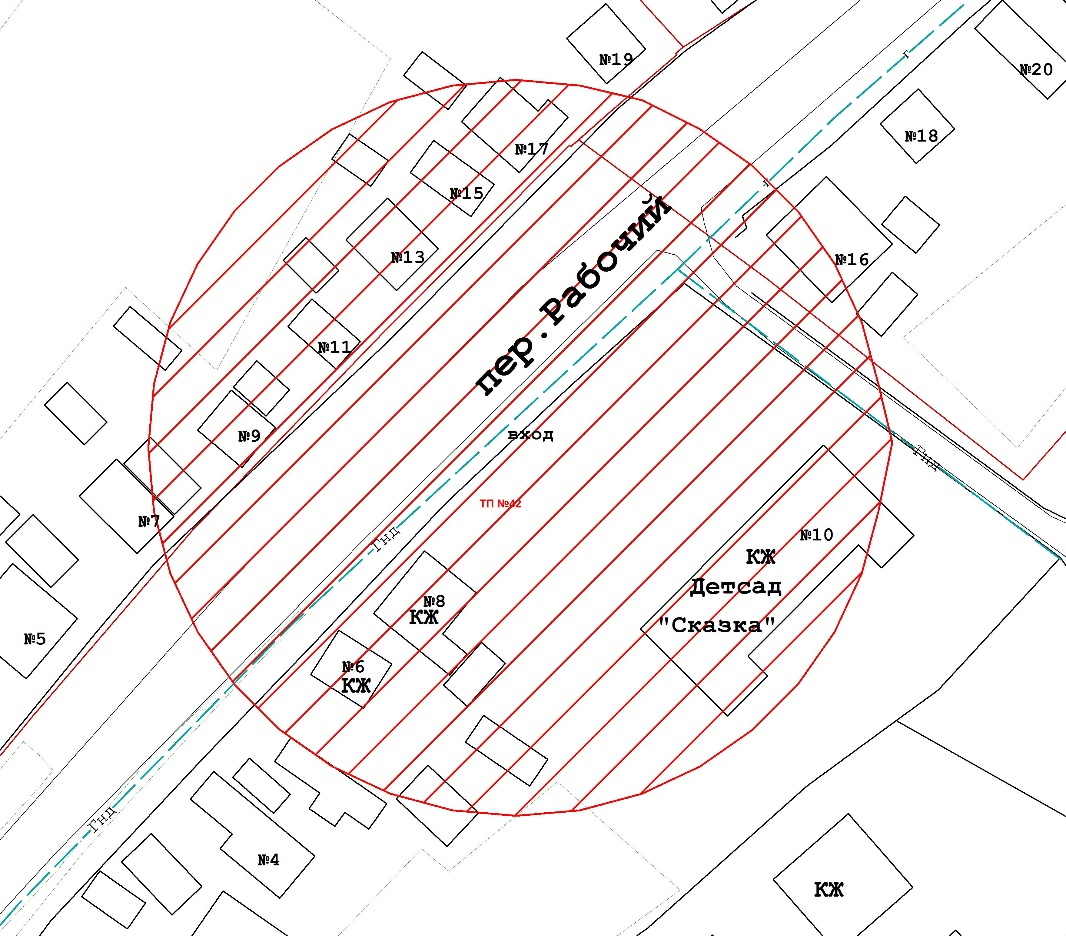 №19
№20
№18
№17
№15
№16
№13
пер.Рабочий
№11
№9
вход
Гнд
ТП №42
№7
№10
Гнд
КЖ
Детсад
"Сказка"
№8
КЖ
№5
№6
КЖ
Гнд
№4
КЖ